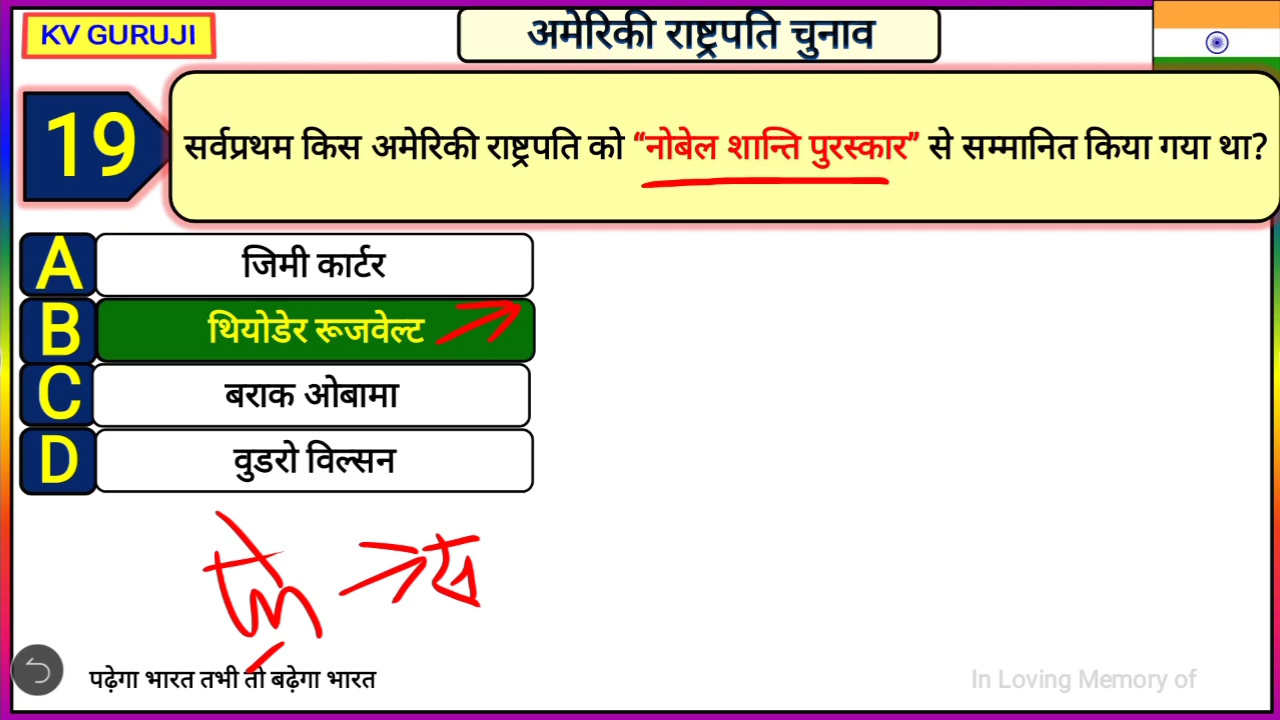 KV GURUJI
अमेरिकी राष्ट्रपति चुनाव
19
सर्वप्रथम किस अमेरिकी राष्ट्रपति को “नोबेल शान्ति पुरस्कार” से सम्मानित किया गया था?
A जिमी कार्टर
B थियोडेर रूजवेल्ट
C बराक ओबामा
D वुडरो विल्सन
पढ़ेगा भारत तभी तो बढ़ेगा भारत
In Loving Memory of